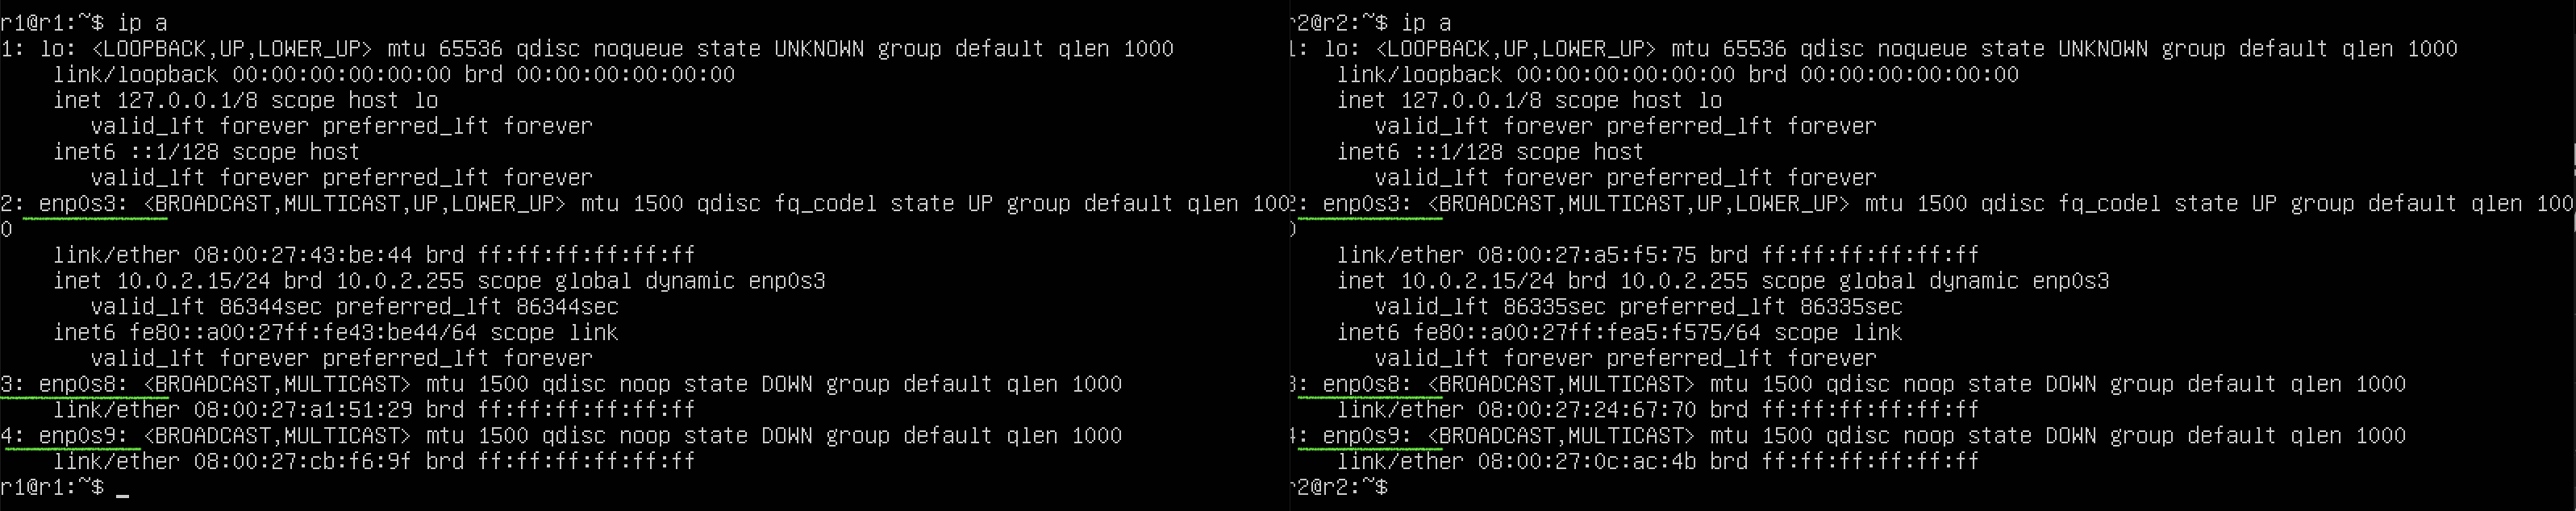 r1@r1:~$ ip a
1: lo: <LOOPBACK,UP,LOWER_UP> mtu 65536 qdisc noqueue state UNKNOWN group default qlen 1000
link/loopback 00:00:00:00:00:00 brd 00:00:00:00:00:00
inet 127.0.0.1/8 scope host lo
valid_lft forever preferred_lft forever
inet6 ::1/128 scope host
valid_lft forever preferred_lft forever
2: enp0s3: <BROADCAST,MULTICAST,UP,LOWER_UP> mtu 1500 qdisc fq_codel state UP group default qlen 100
0
link/ether 08:00:27:43:be:44 brd ff:ff:ff:ff:ff:ff
inet 10.0.2.15/24 brd 10.0.2.255 scope global dynamic enp0s3
valid_lft 86344sec preferred_lft 86344sec
inet6 fe80::a00:27ff:fe43:be44/64 scope link
valid_lft forever preferred_lft forever
3: enp0s8: <BROADCAST,MULTICAST> mtu 1500 qdisc noop state DOWN group default qlen 1000
link/ether 08:00:27:a1:51:29 brd ff:ff:ff:ff:ff:ff
4: enp0s9: <BROADCAST,MULTICAST> mtu 1500 qdisc noop state DOWN group default qlen 1000
link/ether 08:00:27:cb:f6:9f brd ff:ff:ff:ff:ff:ff
r1@r1:~$ _
r2@r2:~$ ip a
1: lo: <LOOPBACK,UP,LOWER_UP> mtu 65536 qdisc noqueue state UNKNOWN group default qlen 1000
link/loopback 00:00:00:00:00:00 brd 00:00:00:00:00:00
inet 127.0.0.1/8 scope host lo
valid_lft forever preferred_lft forever
inet6 ::1/128 scope host
valid_lft forever preferred_lft forever
2: enp0s3: <BROADCAST,MULTICAST,UP,LOWER_UP> mtu 1500 qdisc fq_codel state UP group default qlen 100
0
link/ether 08:00:27:a5:f5:75 brd ff:ff:ff:ff:ff:ff
inet 10.0.2.15/24 brd 10.0.2.255 scope global dynamic enp0s3
valid_lft 86335sec preferred_lft 86335sec
inet6 fe80::a00:27ff:fea5:f575/64 scope link
valid_lft forever preferred_lft forever
3: enp0s8: <BROADCAST,MULTICAST> mtu 1500 qdisc noop state DOWN group default qlen 1000
link/ether 08:00:27:24:67:70 brd ff:ff:ff:ff:ff:ff
4: enp0s9: <BROADCAST,MULTICAST> mtu 1500 qdisc noop state DOWN group default qlen 1000
link/ether 08:00:27:0c:ac:4b brd ff:ff:ff:ff:ff:ff
r2@r2:~$